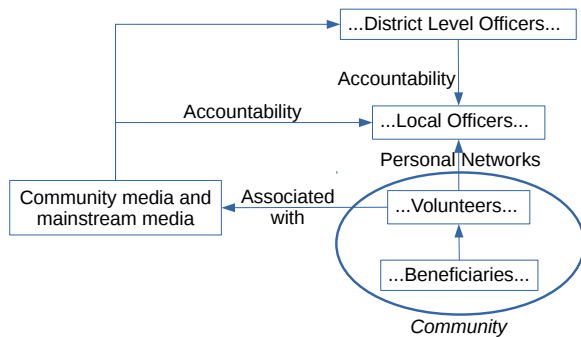 ...District Level Officers...
Accountability
Accountability
...Local Officers...
Personal Networks
Community media and
mainstream media
Associated
with
...Volunteers...
...Beneficiaries...
Community